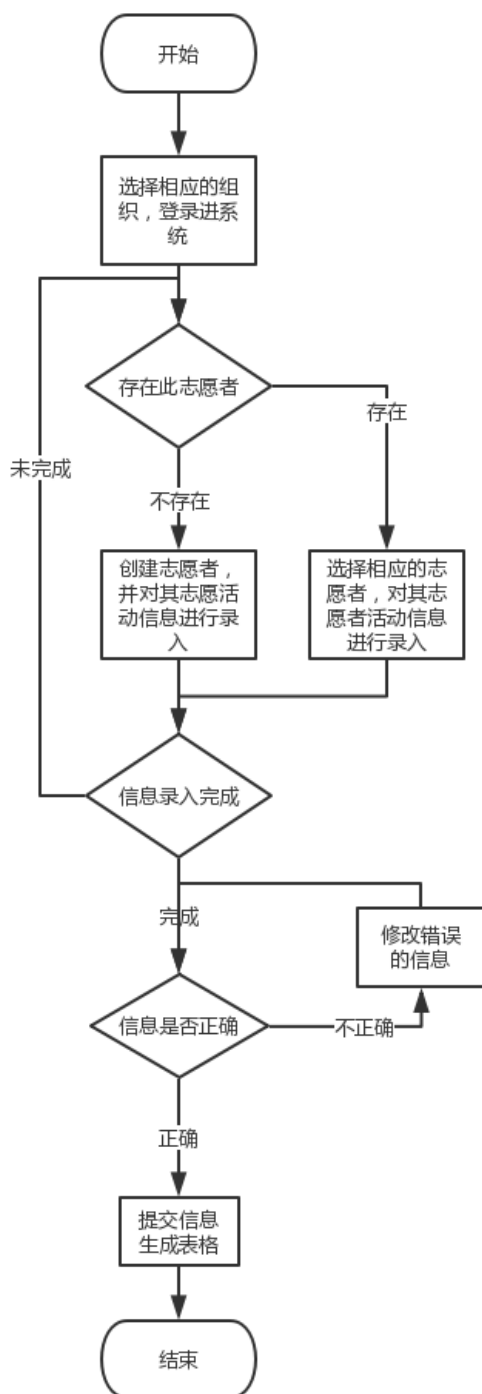 开始
选择相应的组
织，登录进系
统
存在此志愿者
存在
未完成
不存在
创建志愿者，
并对其志愿活
动信息进行录
入
选择相应的志
愿者，对其志
愿者活动信息
进行录入
信息录入完成
完成
修改错误
的信息
信息是否正确
不正确
正确
提交信息
生成表格
结束